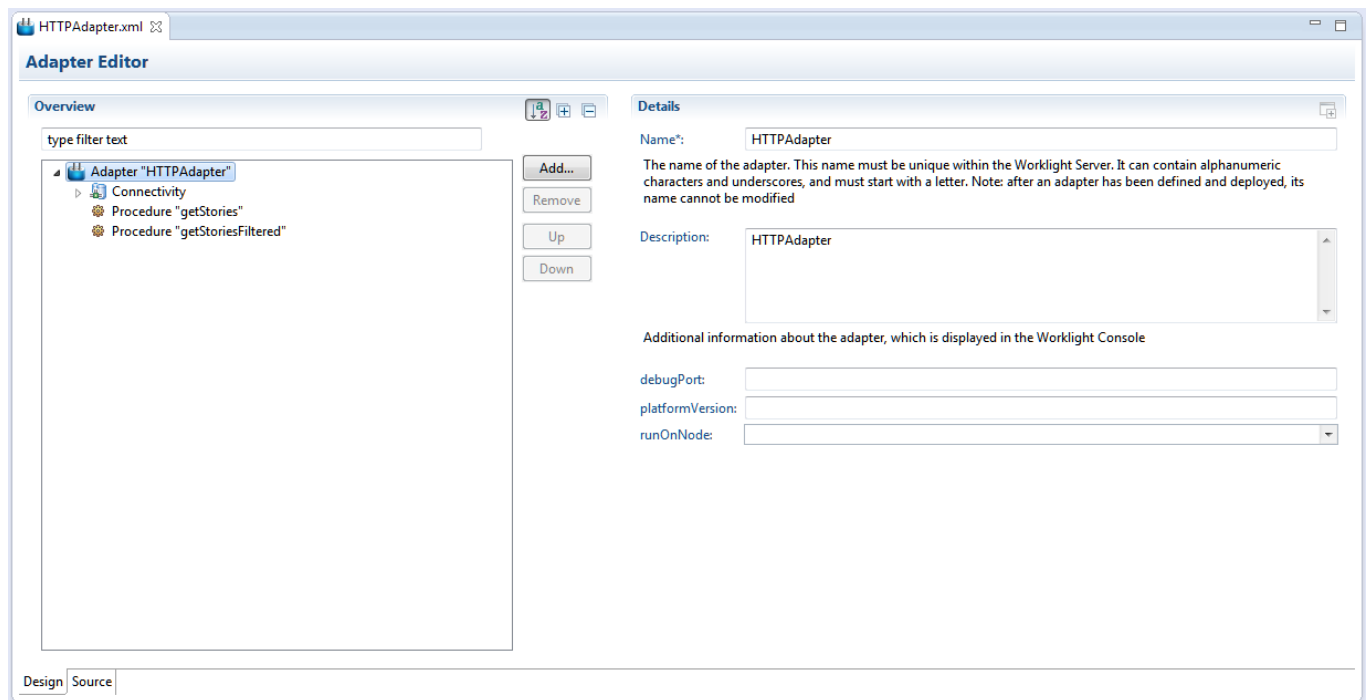 HTTPAdapter.xml
Adapter Editor
Overview
type filter text
Adapter "HTTPAdapter"
Connectivity
Procedure "getStories"
Procedure "getStoriesFiltered"
Add...
Remove
Up
Down
Details
Name*: HTTPAdapter
The name of the adapter. This name must be unique within the Worklight Server. It can contain alphanumeric
characters and underscores, and must start with a letter. Note: after an adapter has been defined and deployed, its
name cannot be modified
Description: HTTPAdapter
Additional information about the adapter, which is displayed in the Worklight Console
debugPort:
platformVersion:
runOnNode:
Design Source